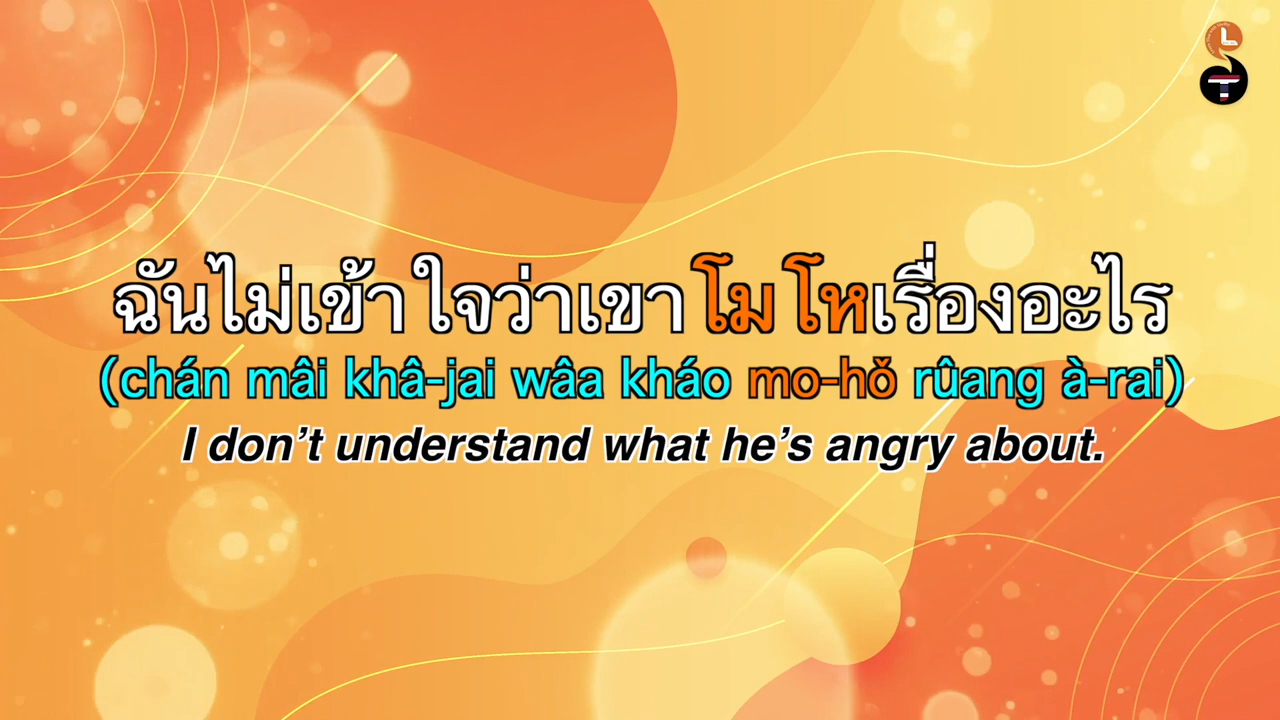 ฉันไม่เข้าใจว่าเขาโมโหเรื่องอะไร
(chán mâi khâ-jai wâa kháo mo-hǒ rûang à-rai)
I don't understand what he's angry about.